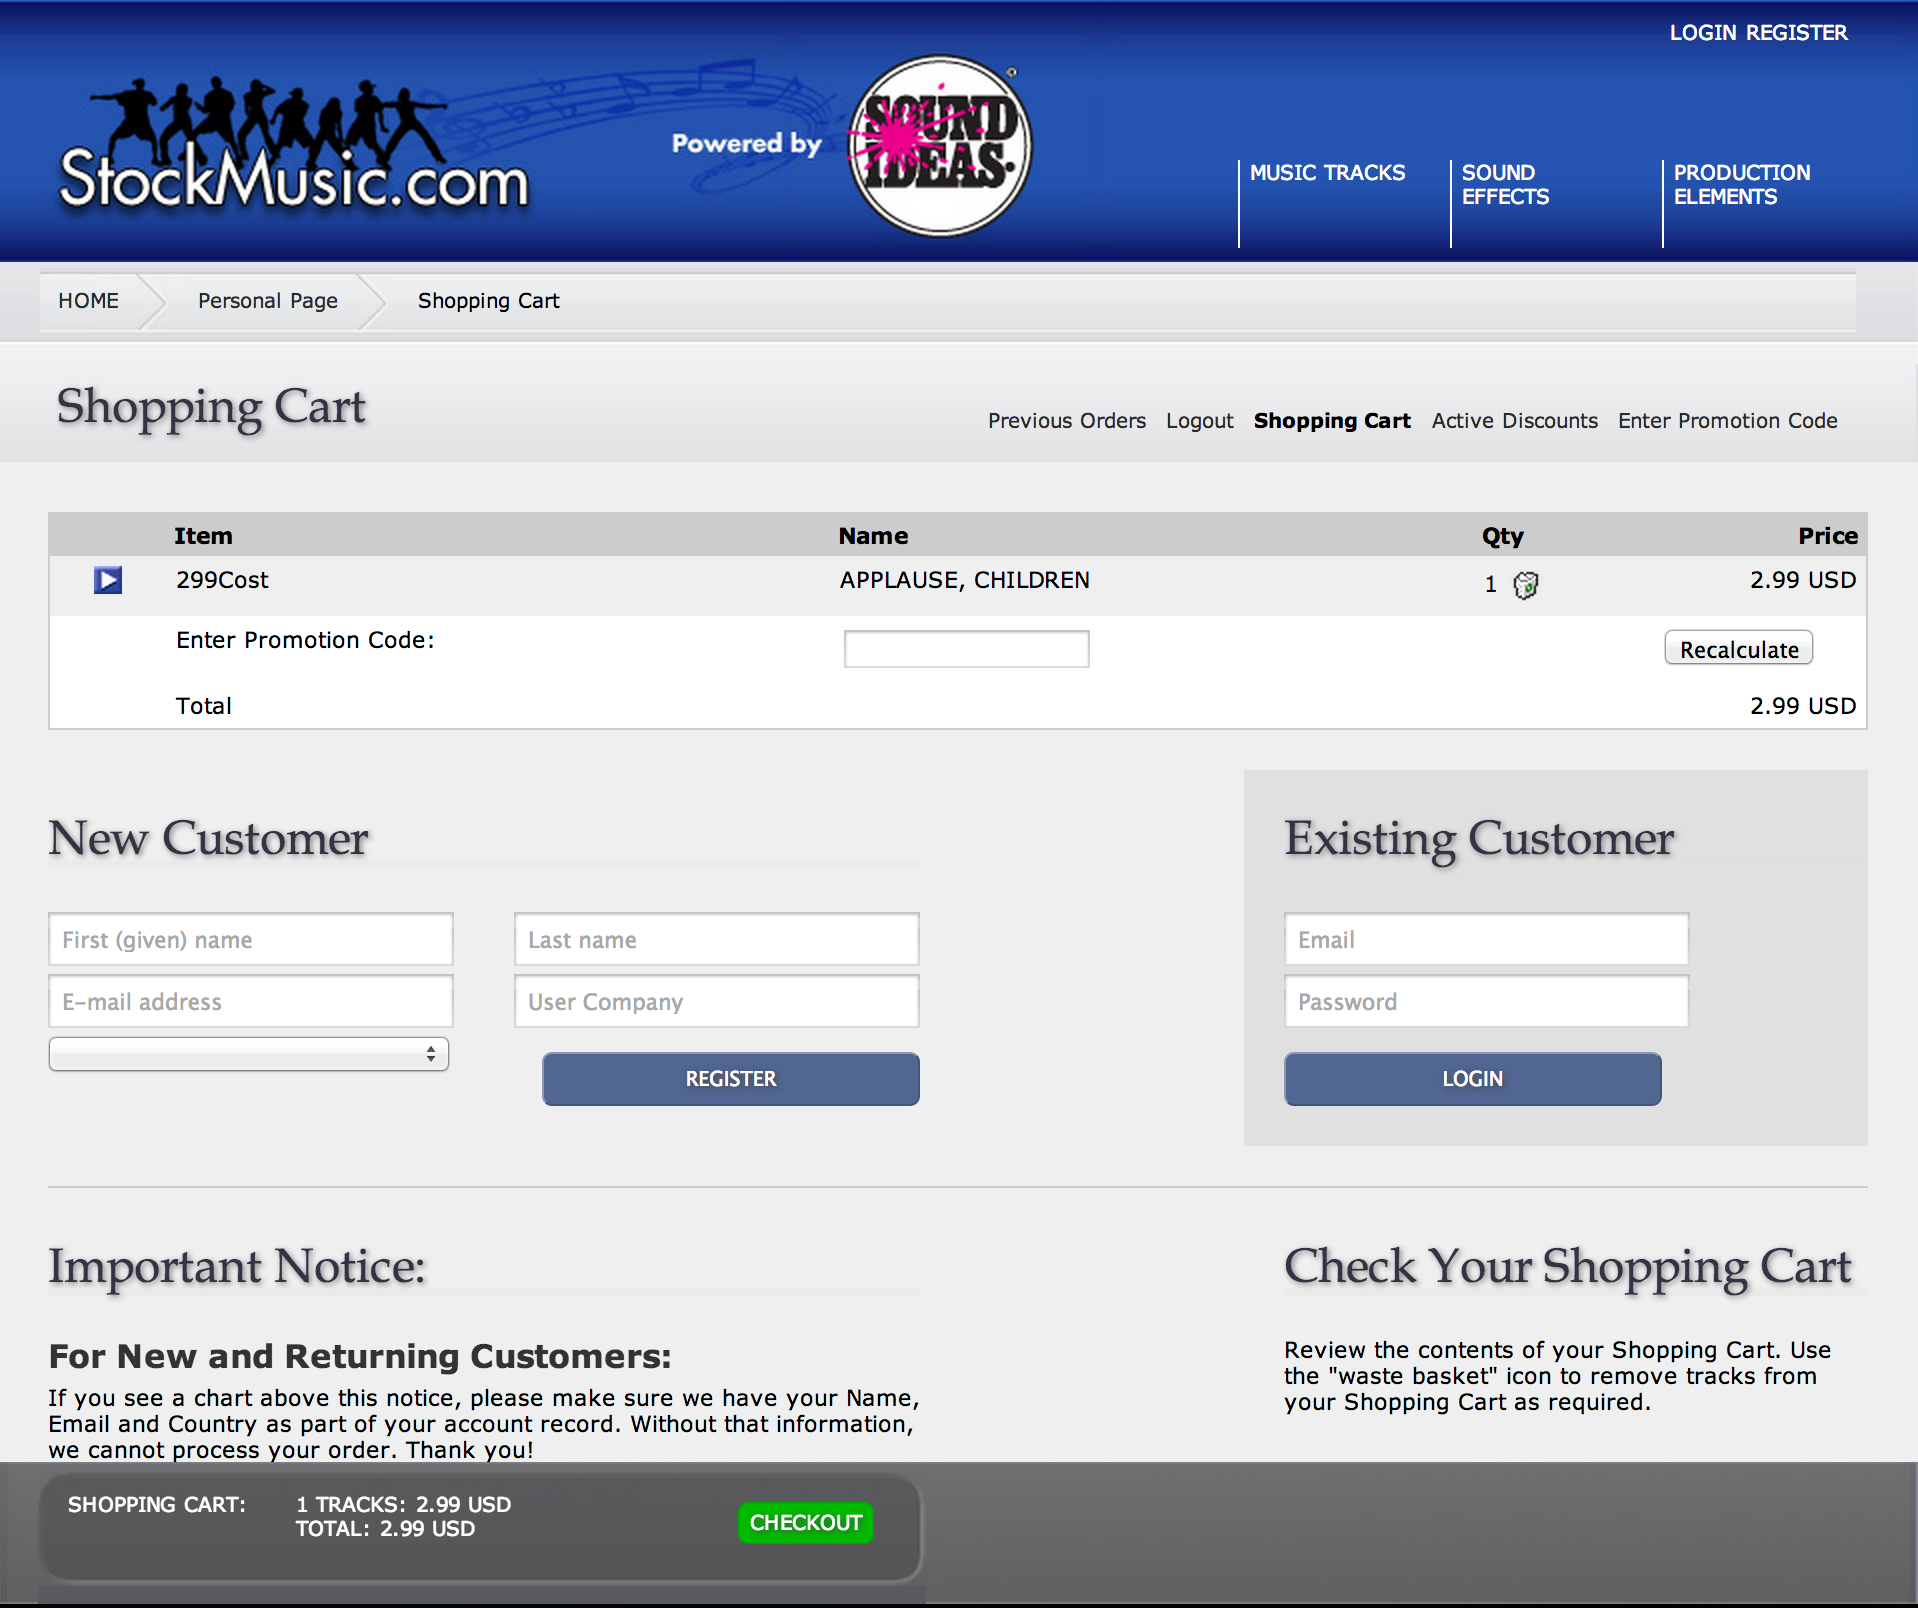 LOGIN REGISTER
StockMusic.com
Powered by
SOUND IDEAS
MUSIC TRACKS
SOUND EFFECTS
PRODUCTION ELEMENTS
HOME Personal Page Shopping Cart
Shopping Cart
Previous Orders Logout Shopping Cart Active Discounts Enter Promotion Code
Item Name Qty Price
299Cost APPLAUSE, CHILDREN 1 2.99 USD
Enter Promotion Code: Recalculate
Total 2.99 USD
New Customer
First (given) name Last name
E-mail address User Company
REGISTER
Existing Customer
Email
Password
LOGIN
Important Notice:
For New and Returning Customers:
If you see a chart above this notice, please make sure we have your Name,
Email and Country as part of your account record. Without that information,
we cannot process your order. Thank you!
Check Your Shopping Cart
Review the contents of your Shopping Cart. Use
the "waste basket" icon to remove tracks from
your Shopping Cart as required.
SHOPPING CART: 1 TRACKS: 2.99 USD
TOTAL: 2.99 USD
CHECKOUT